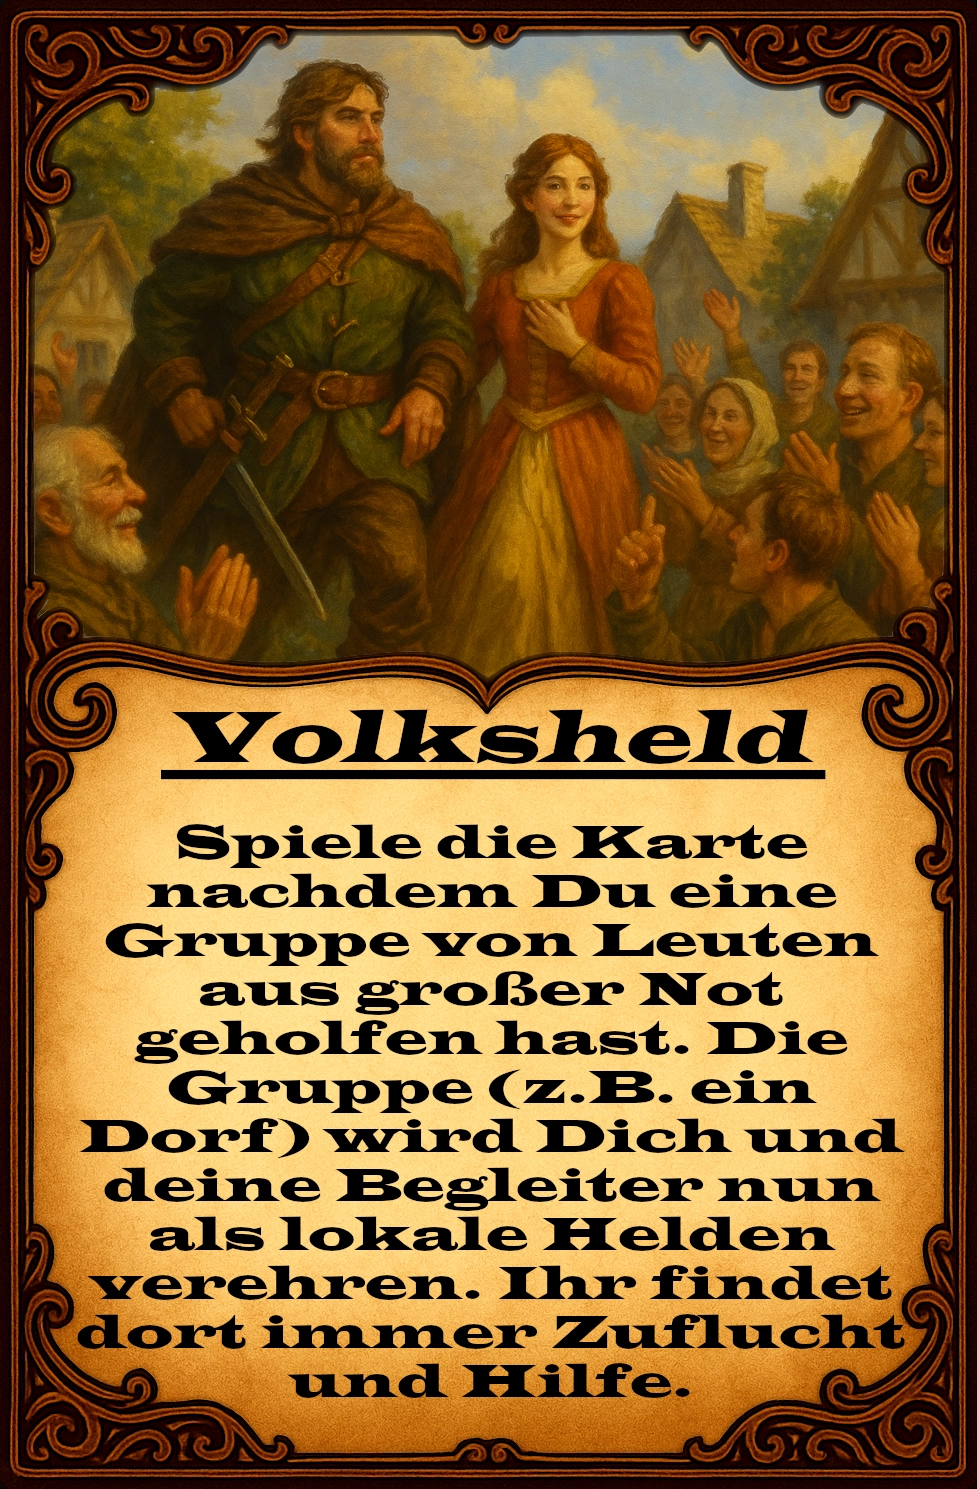 Volksheld
Spiele die Karte
nachdem Du eine
Gruppe von Leuten
aus großer Not
geholfen hast. Die
Gruppe (z.B. ein
Dorf) wird Dich und
deine Begleiter nun
als lokale Helden
verehren. Ihr findet
dort immer Zuflucht
und Hilfe.